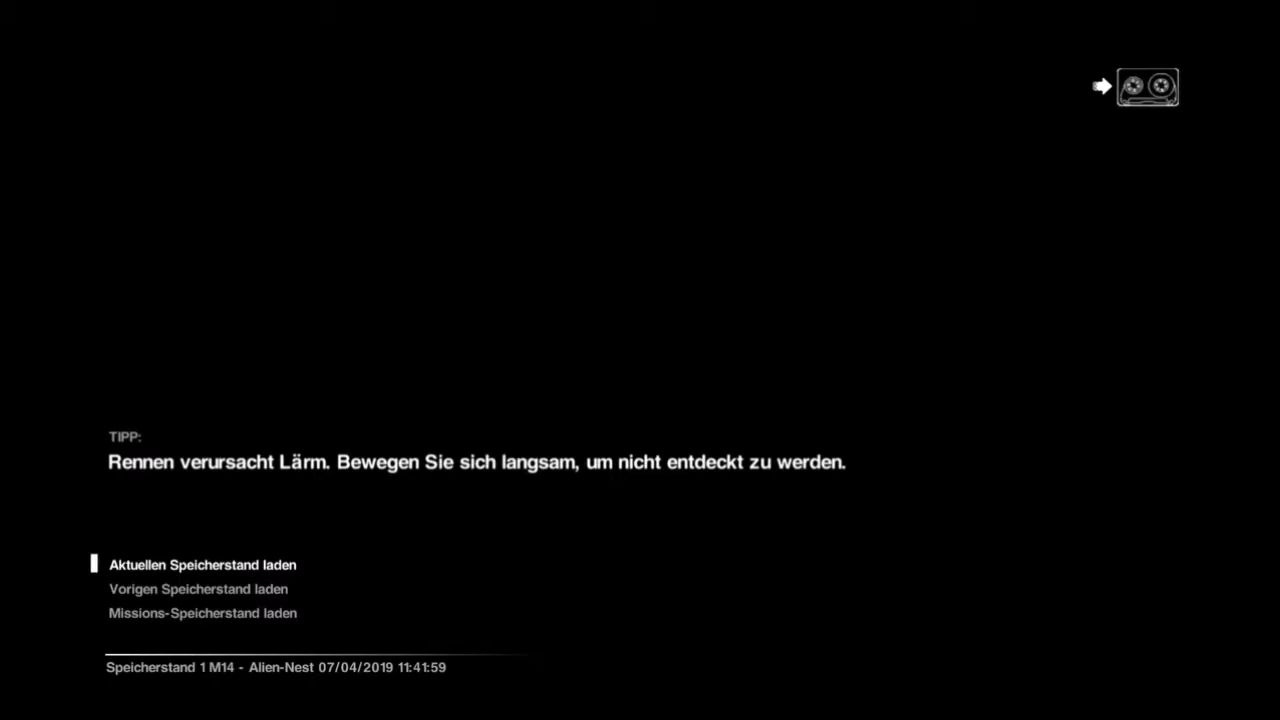 TIPP:
Rennen verursacht Lärm. Bewegen Sie sich langsam, um nicht entdeckt zu werden.
Aktuellen Speicherstand laden
Vorigen Speicherstand laden
Missions-Speicherstand laden
Speicherstand 1 M14 - Alien-Nest 07/04/2019 11:41:59